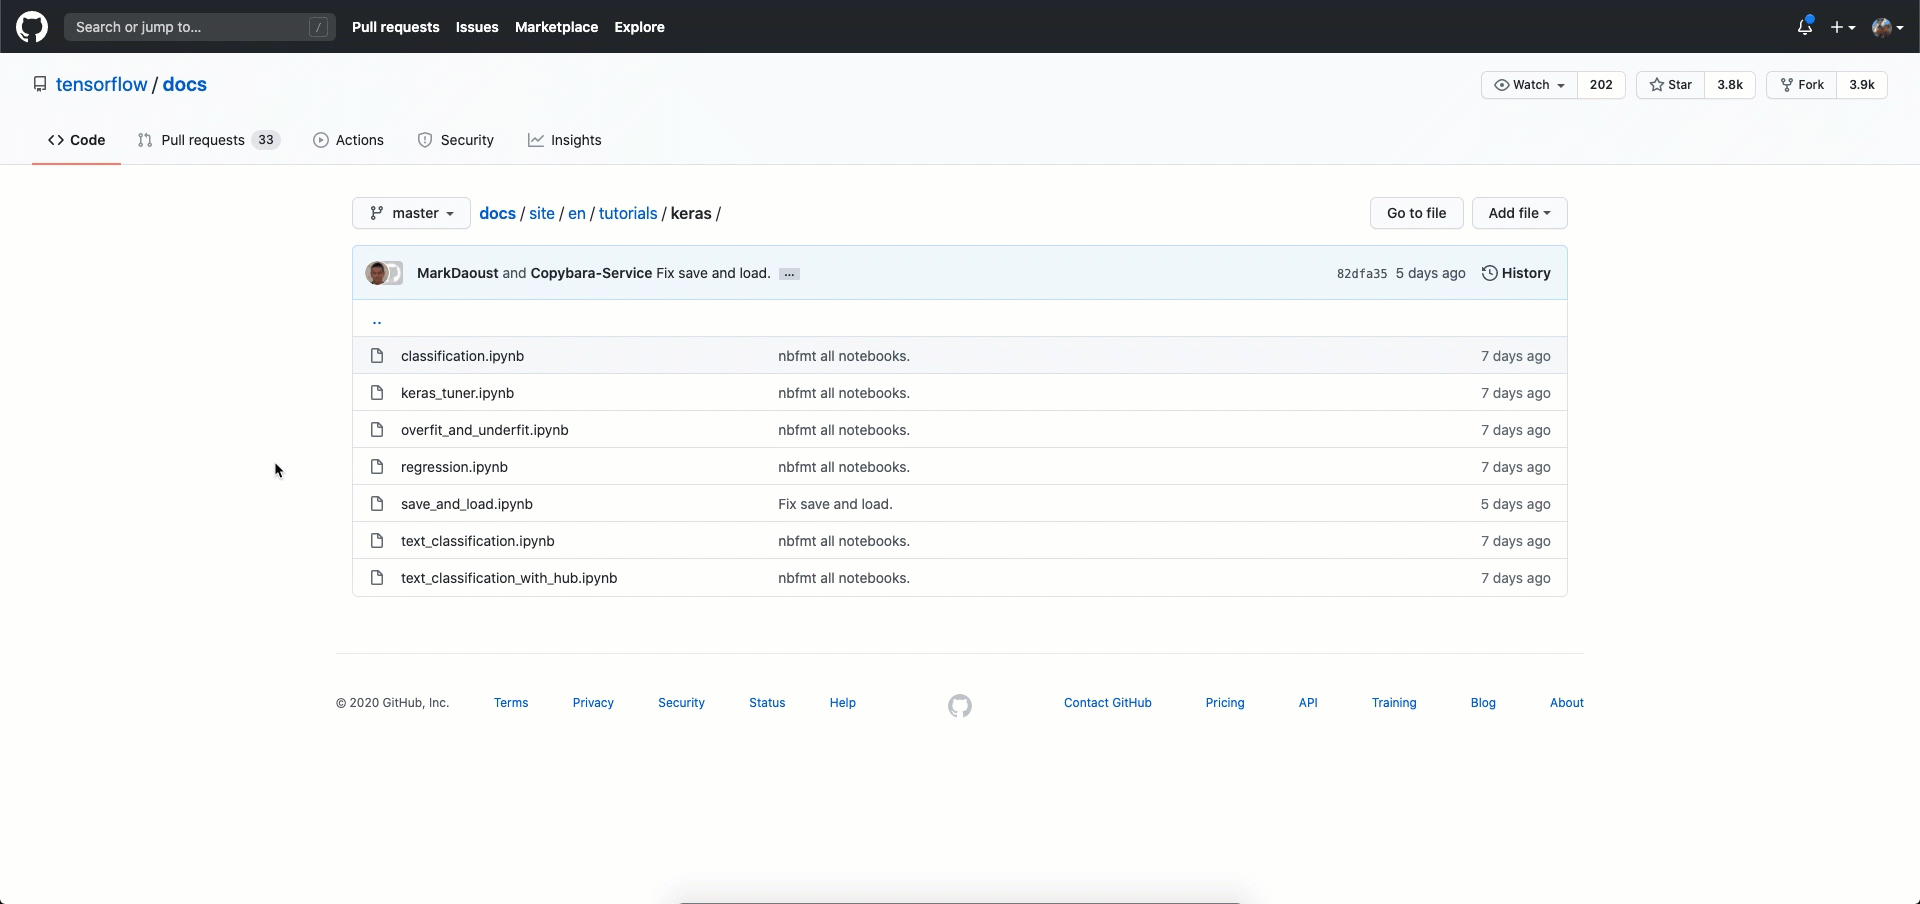 Search or jump to... /
Pull requests Issues Marketplace Explore
tensorflow / docs
Watch 202 Star 3.8k Fork 3.9k
Code Pull requests 33 Actions Security Insights
master docs / site / en / tutorials / keras /
Go to file Add file
MarkDaoust and Copybara-Service Fix save and load. ... 82dfa35 5 days ago History
..
classification.ipynb nbfmt all notebooks. 7 days ago
keras_tuner.ipynb nbfmt all notebooks. 7 days ago
overfit_and_underfit.ipynb nbfmt all notebooks. 7 days ago
regression.ipynb nbfmt all notebooks. 7 days ago
save_and_load.ipynb Fix save and load. 5 days ago
text_classification.ipynb nbfmt all notebooks. 7 days ago
text_classification_with_hub.ipynb nbfmt all notebooks. 7 days ago
© 2020 GitHub, Inc. Terms Privacy Security Status Help Contact GitHub Pricing API Training Blog About